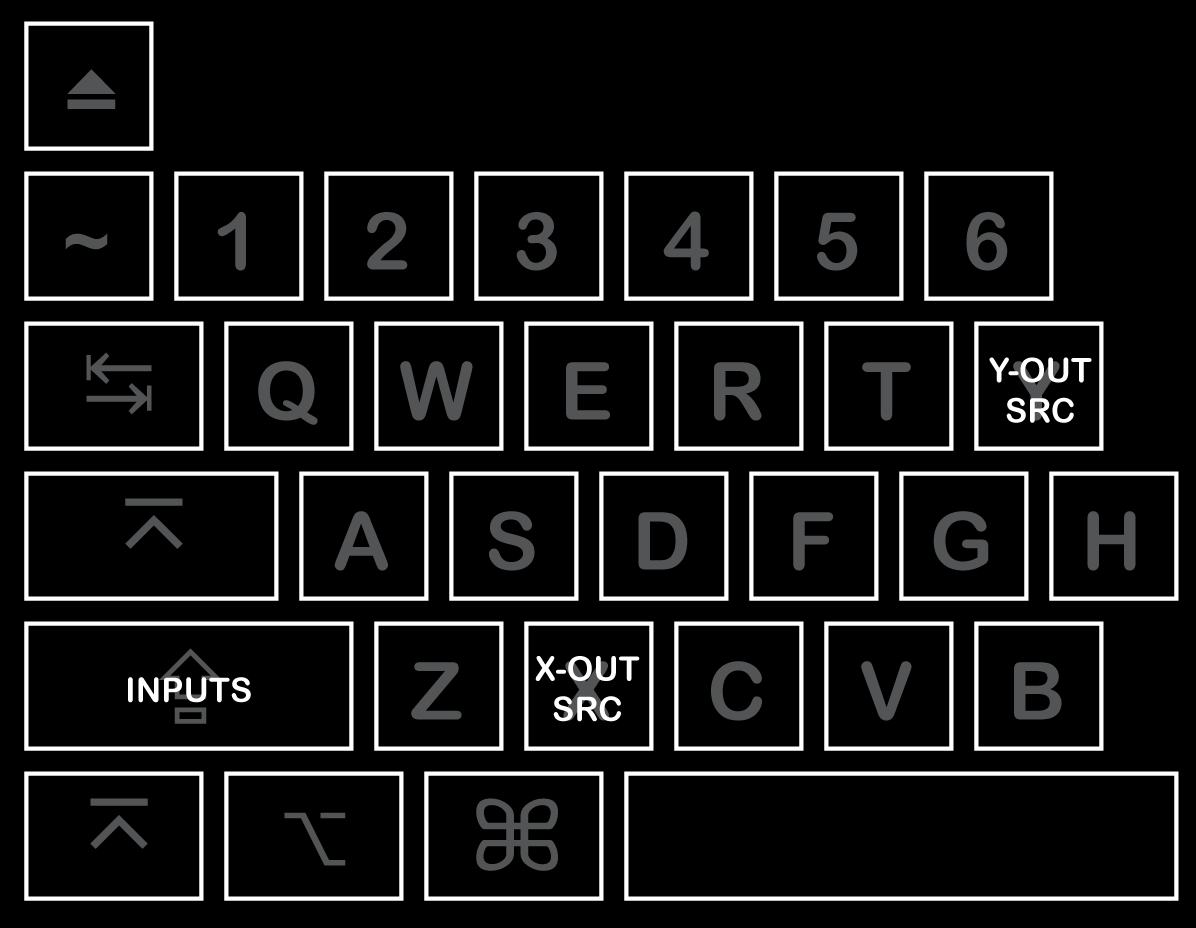 ~ 1 2 3 4 5 6
Q W E R T Y
Y-OUT
SRC
A S D F G H
INPUTS
Z X C V B
X-OUT
SRC